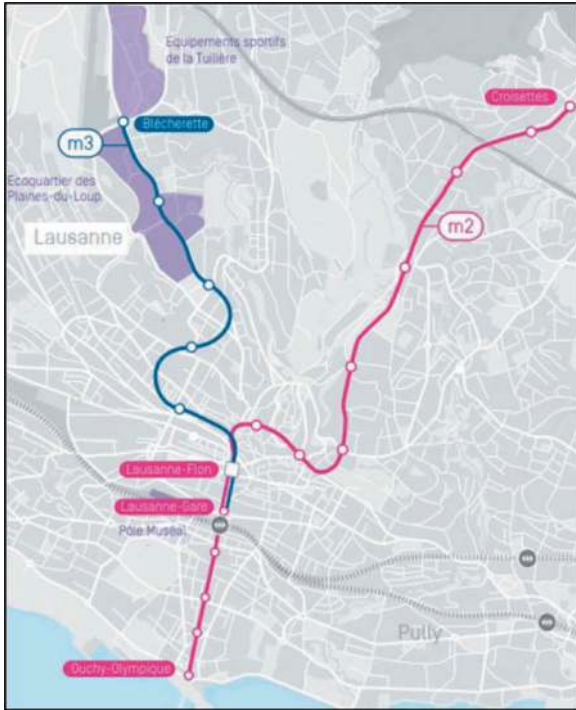 Equipements sportifs
de la Tuilière
Croisettes
Blécherette
m3
Ecoquartier des
Plaines-du-Loup
Lausanne
m2
Lausanne-Flon
Lausanne-Gare
Pôle Muséal
Pully
Ouchy-Olympique